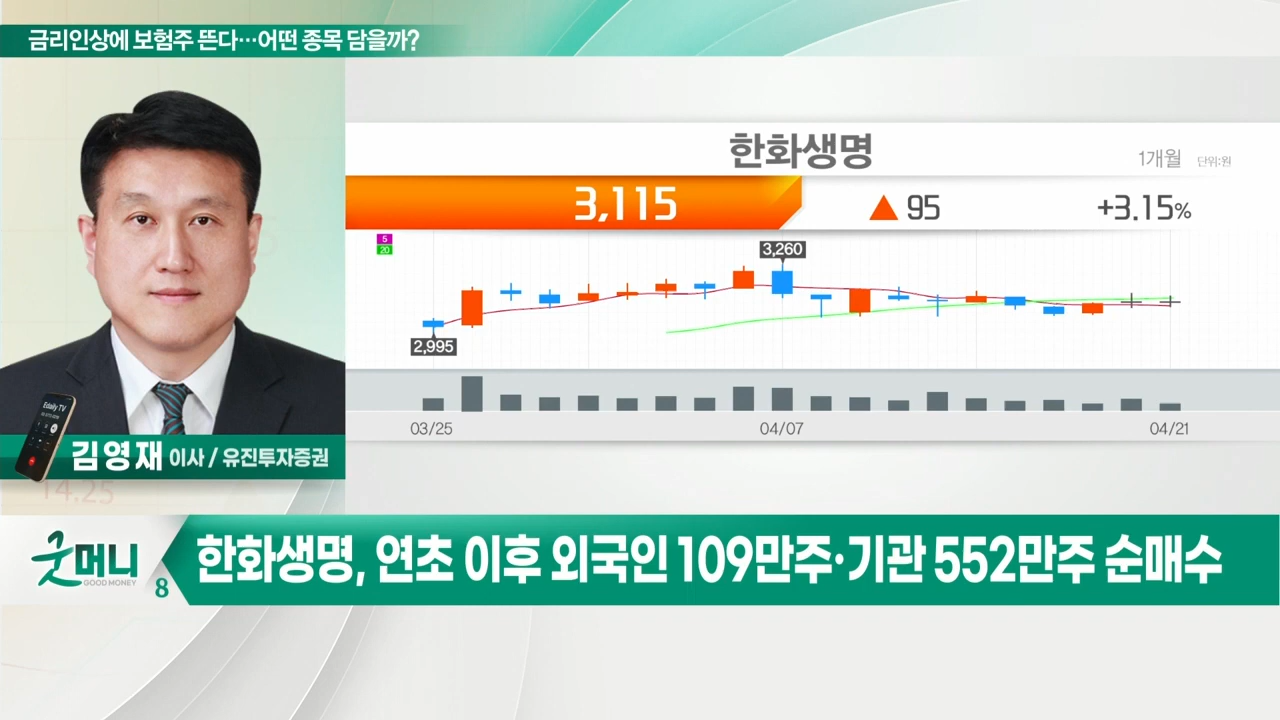 금리인상에 보험주 뜬다…어떤 종목 담을까?
한화생명
1개월 단위:원
3,115 ▲ 95 +3.15%
5
20
3,260
2,995
03/25 04/07 04/21
Edaily TV
김영재 이사 / 유진투자증권
14.25
굿머니
GOOD MONEY
8
한화생명, 연초 이후 외국인 109만주·기관 552만주 순매수